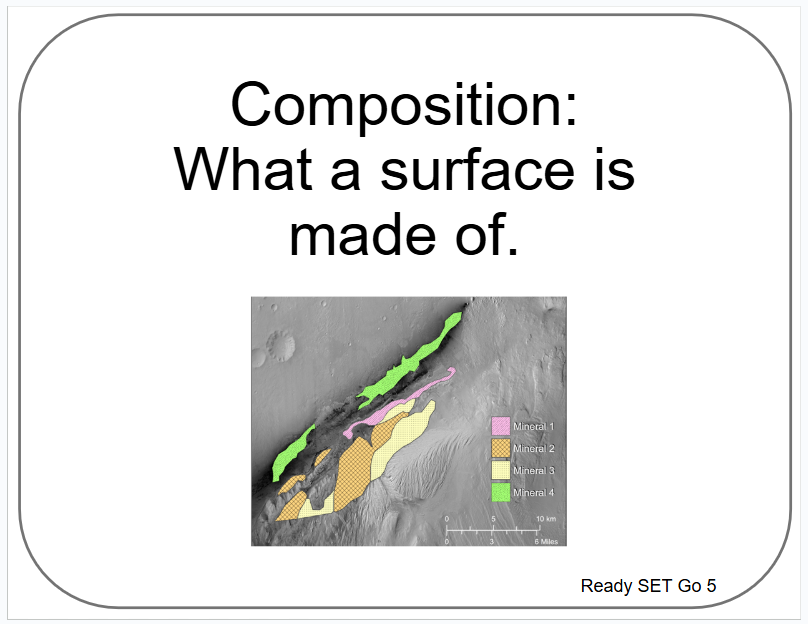 Composition:
What a surface is
made of.
Mineral 1
Mineral 2
Mineral 3
Mineral 4
0 5 10 km
0 3 6 Miles
Ready SET Go 5